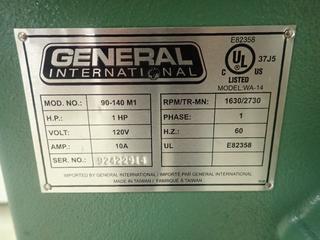 GENERAL
INTERNATIONAL
E82358
UL
37J5
C US
LISTED
MODEL:WA-14
MOD. NO.: 90-140 M1 RPM/TR-MN: 1630/2730
H.P.: 1 HP PHASE: 1
VOLT: 120V H.Z.: 60
AMP.: 10A UL E82358
SER. NO.: 92422914
IMPORTED BY GENERAL INTERNATIONAL / IMPORTÉ PAR GENERAL INTERNATIONAL
MADE IN TAIWAN / FABRIQUÉ À TAIWAN